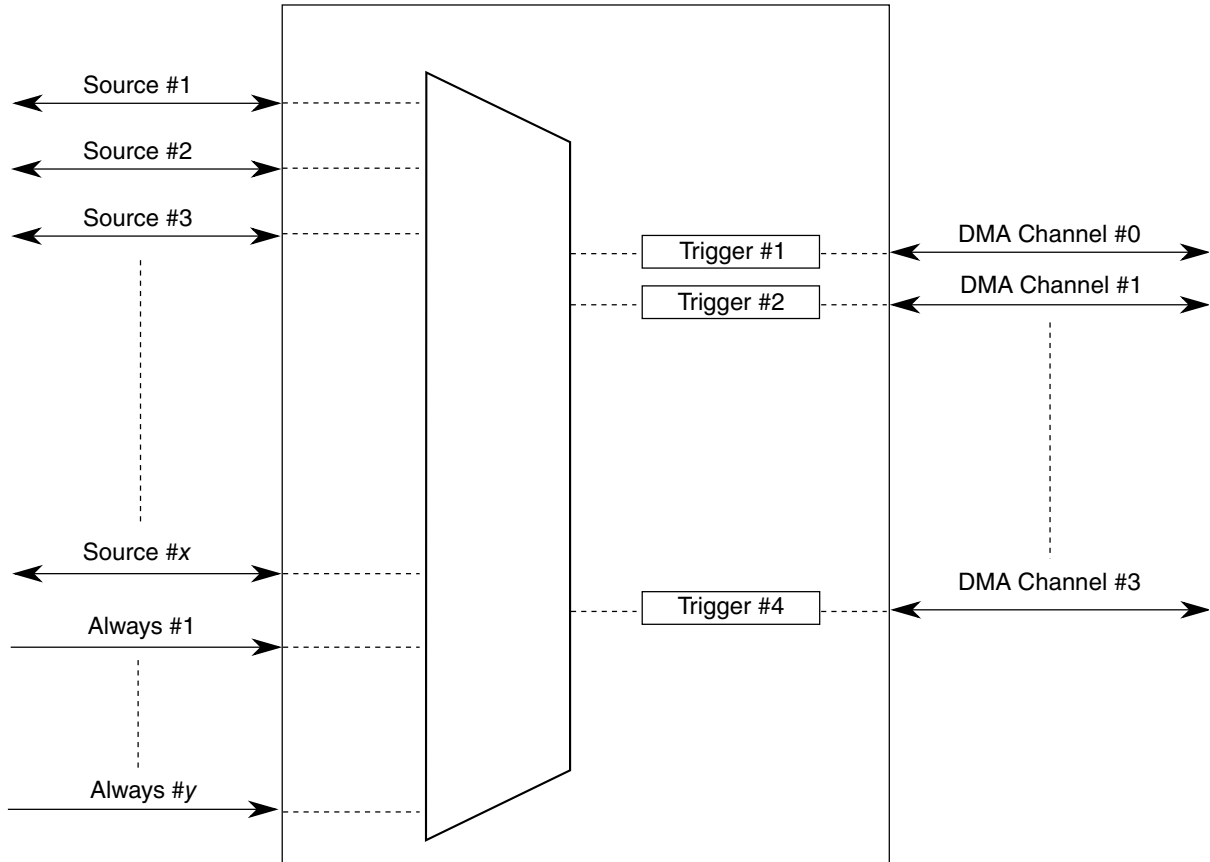 Source #1
Source #2
Source #3
Source #x
Always #1
Always #y
Trigger #1
Trigger #2
Trigger #4
DMA Channel #0
DMA Channel #1
DMA Channel #3